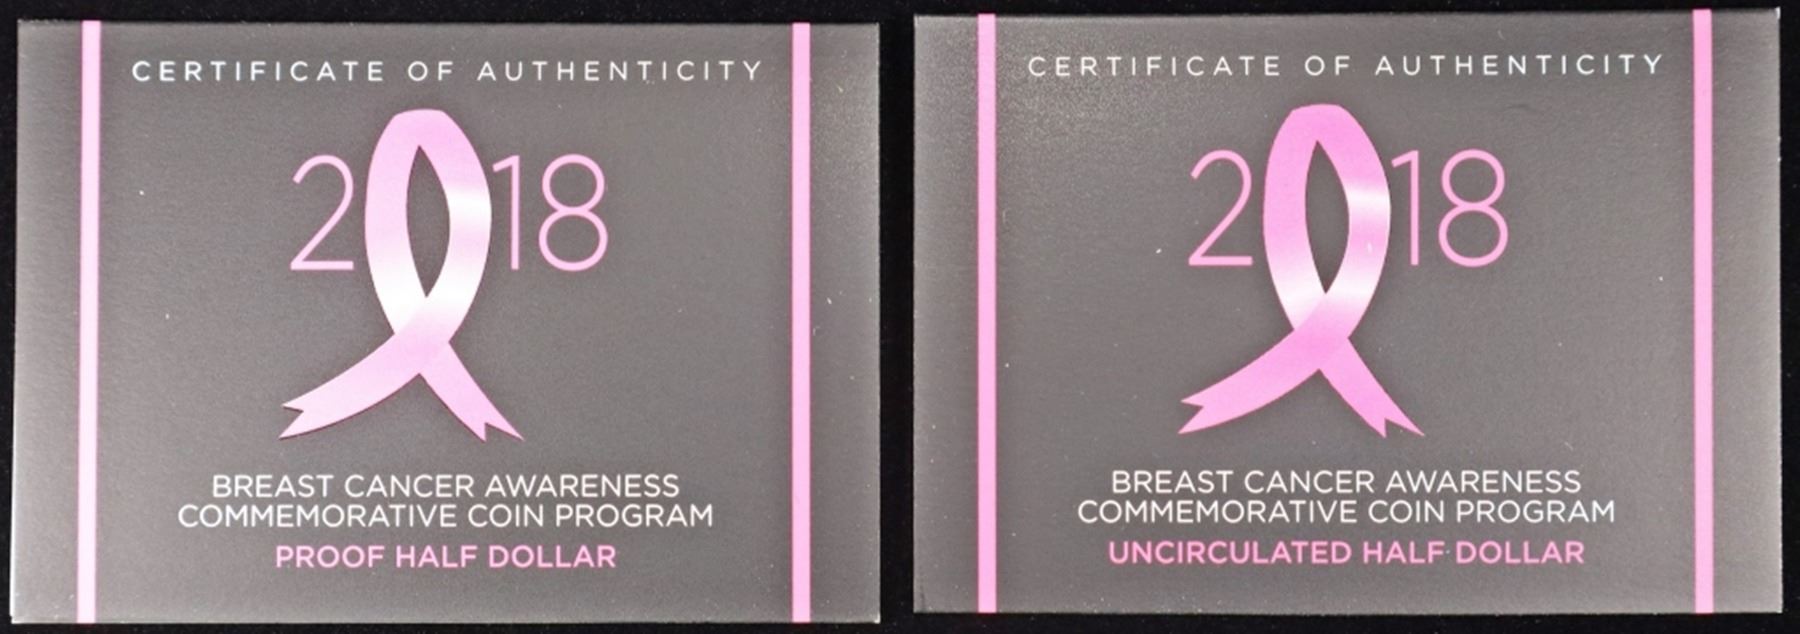 CERTIFICATE OF AUTHENTICITY
2018
BREAST CANCER AWARENESS
COMMEMORATIVE COIN PROGRAM
PROOF HALF DOLLAR
CERTIFICATE OF AUTHENTICITY
2018
BREAST CANCER AWARENESS
COMMEMORATIVE COIN PROGRAM
UNCIRCULATED HALF DOLLAR